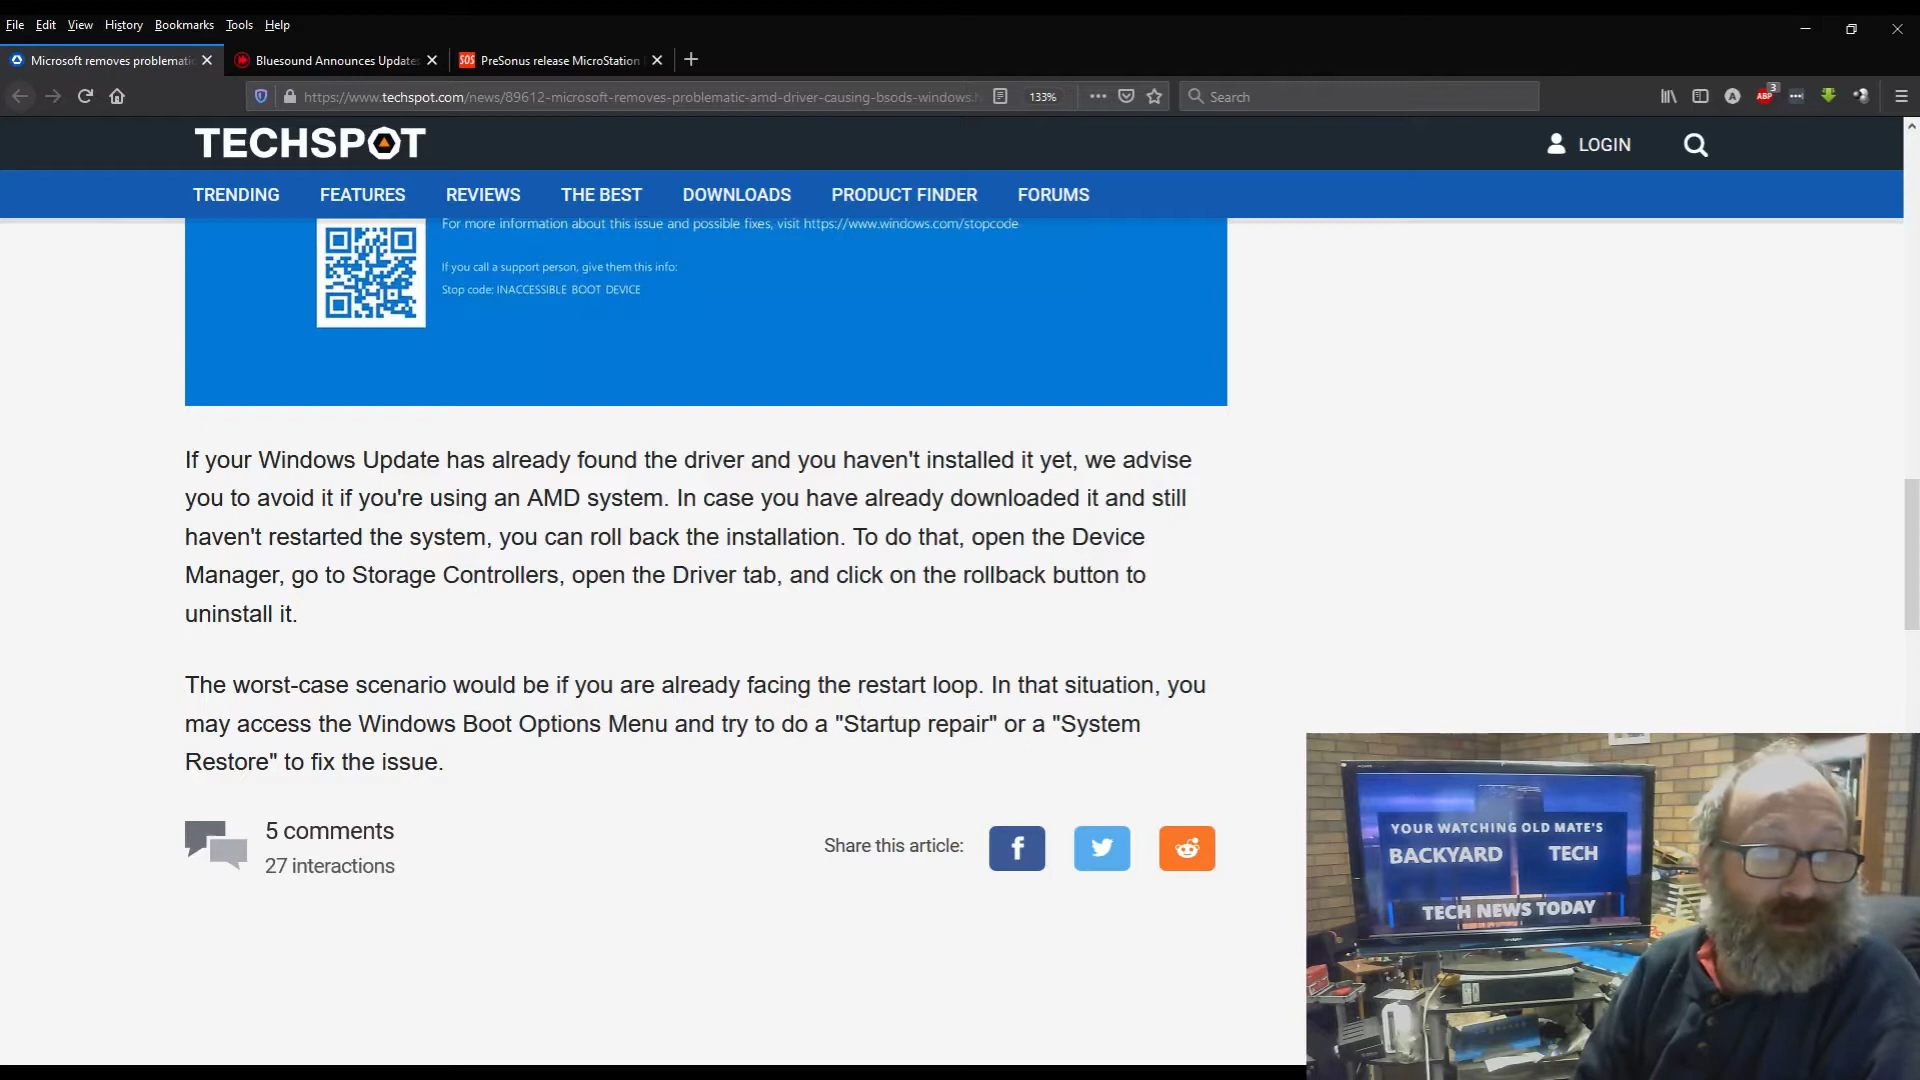 File Edit View History Bookmarks Tools Help
Microsoft removes problematic
Bluesound Announces Updates
SOS PreSonus release MicroStation
https://www.techspot.com/news/89612-microsoft-removes-problematic-amd-driver-causing-bsods-windows.h
133%
Search
ABP
3
TECHSPOT
LOGIN
TRENDING FEATURES REVIEWS THE BEST DOWNLOADS PRODUCT FINDER FORUMS
For more information about this issue and possible fixes, visit https://www.windows.com/stopcode
If you call a support person, give them this info:
Stop code: INACCESSIBLE BOOT DEVICE
If your Windows Update has already found the driver and you haven't installed it yet, we advise
you to avoid it if you're using an AMD system. In case you have already downloaded it and still
haven't restarted the system, you can roll back the installation. To do that, open the Device
Manager, go to Storage Controllers, open the Driver tab, and click on the rollback button to
uninstall it.
The worst-case scenario would be if you are already facing the restart loop. In that situation, you
may access the Windows Boot Options Menu and try to do a "Startup repair" or a "System
Restore" to fix the issue.
5 comments
27 interactions
Share this article:
YOUR WATCHING OLD MATE'S
BACKYARD TECH
TECH NEWS TODAY